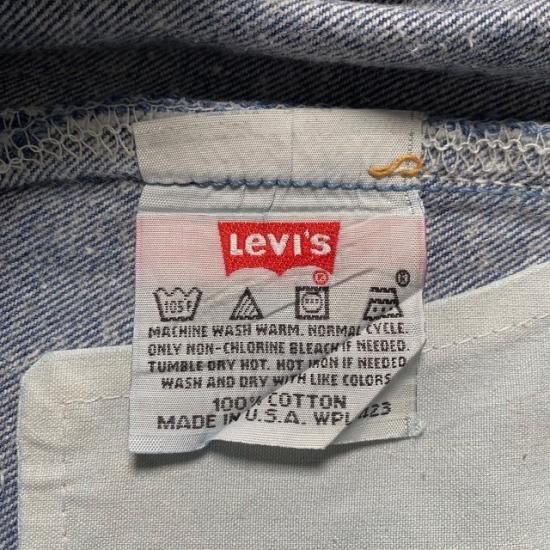 Levi's
®
105F
MACHINE WASH WARM. NORMAL CYCLE.
ONLY NON-CHLORINE BLEACH IF NEEDED.
TUMBLE DRY HOT. HOT IRON IF NEEDED.
WASH AND DRY WITH LIKE COLORS.
100% COTTON
MADE IN U.S.A. WPL 423